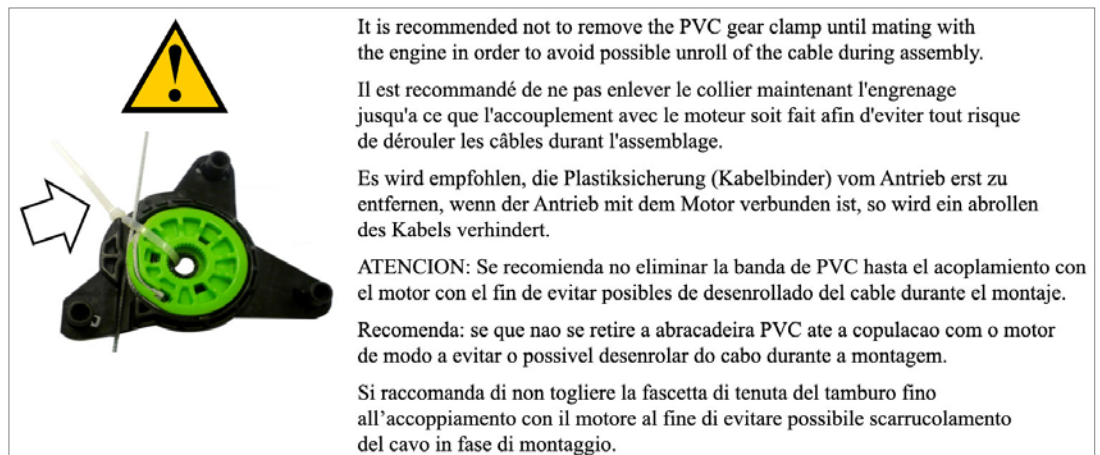 It is recommended not to remove the PVC gear clamp until mating with
the engine in order to avoid possible unroll of the cable during assembly.
Il est recommandé de ne pas enlever le collier maintenant l'engrenage
jusqu'a ce que l'accouplement avec le moteur soit fait afin d'eviter tout risque
de dérouler les câbles durant l'assemblage.
Es wird empfohlen, die Plastiksicherung (Kabelbinder) vom Antrieb erst zu
entfernen, wenn der Antrieb mit dem Motor verbunden ist, so wird ein abrollen
des Kabels verhindert.
ATENCION: Se recomienda no eliminar la banda de PVC hasta el acoplamiento con
el motor con el fin de evitar posibles de desenrollado del cable durante el montaje.
Recomenda: se que nao se retire a abracadeira PVC ate a copulacao com o motor
de modo a evitar o possivel desenrolar do cabo durante a montagem.
Si raccomanda di non togliere la fascetta di tenuta del tamburo fino
all’accoppiamento con il motore al fine di evitare possibile scarrucolamento
del cavo in fase di montaggio.